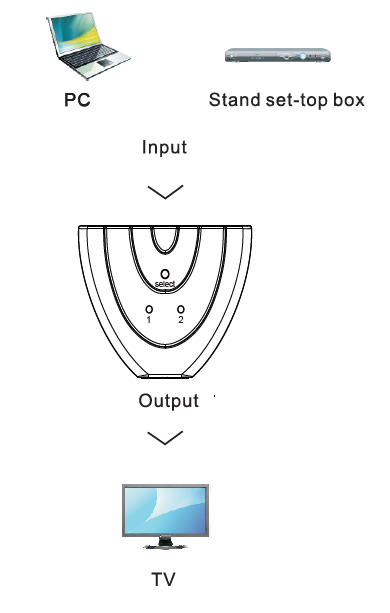 PC
Stand set-top box
Input
select
1 2
Output
TV